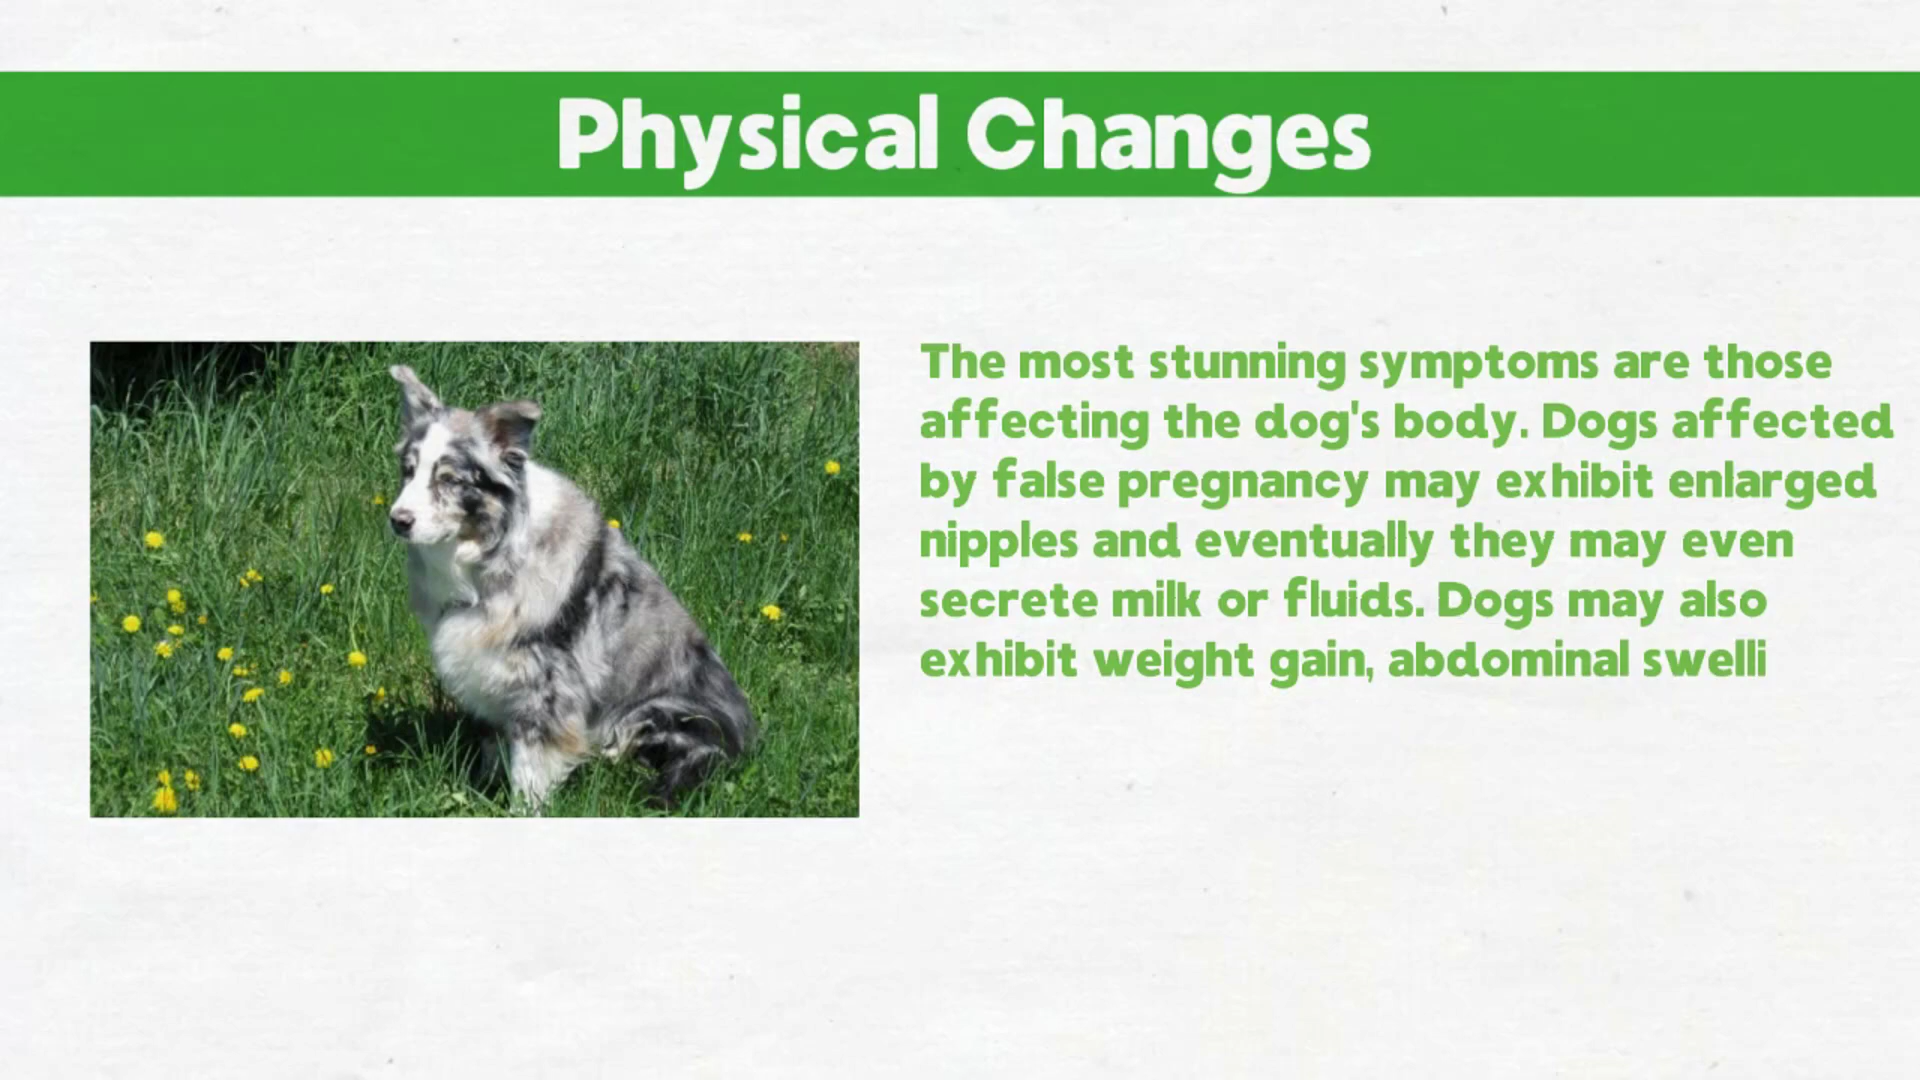 Physical Changes
The most stunning symptoms are those
affecting the dog's body. Dogs affected
by false pregnancy may exhibit enlarged
nipples and eventually they may even
secrete milk or fluids. Dogs may also
exhibit weight gain, abdominal swelli